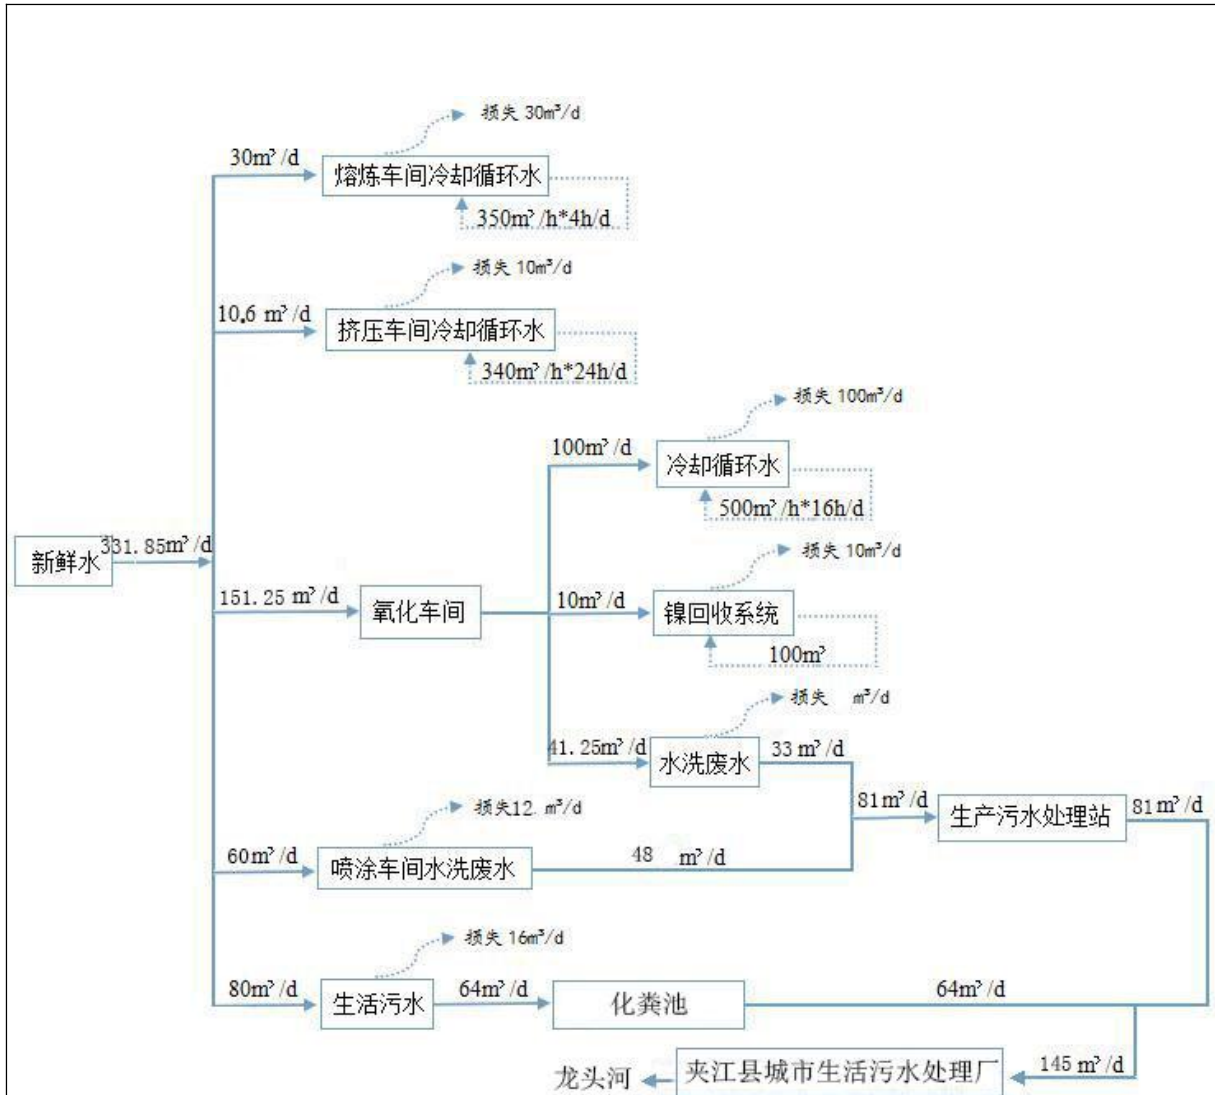 损失 30m³/d
30m³/d
熔炼车间冷却循环水
350m³/h*4h/d
损失 10m³/d
10.6 m³/d
挤压车间冷却循环水
340m³/h*24h/d
损失 100m³/d
100m³/d
冷却循环水
500m³/h*16h/d
新鲜水
331.85m³/d
损失 10m³/d
151.25 m³/d
氧化车间
10m³/d
镍回收系统
100m³
损失 m³/d
41.25m³/d
水洗废水
33 m³/d
损失12. m³/d
81m³/d
生产污水处理站
81m³/d
60m³/d
喷涂车间水洗废水
48 m³/d
损失 16m³/d
80m³/d
生活污水
64m³/d
化粪池
64m³/d
龙头河
夹江县城市生活污水处理厂
145 m³/d